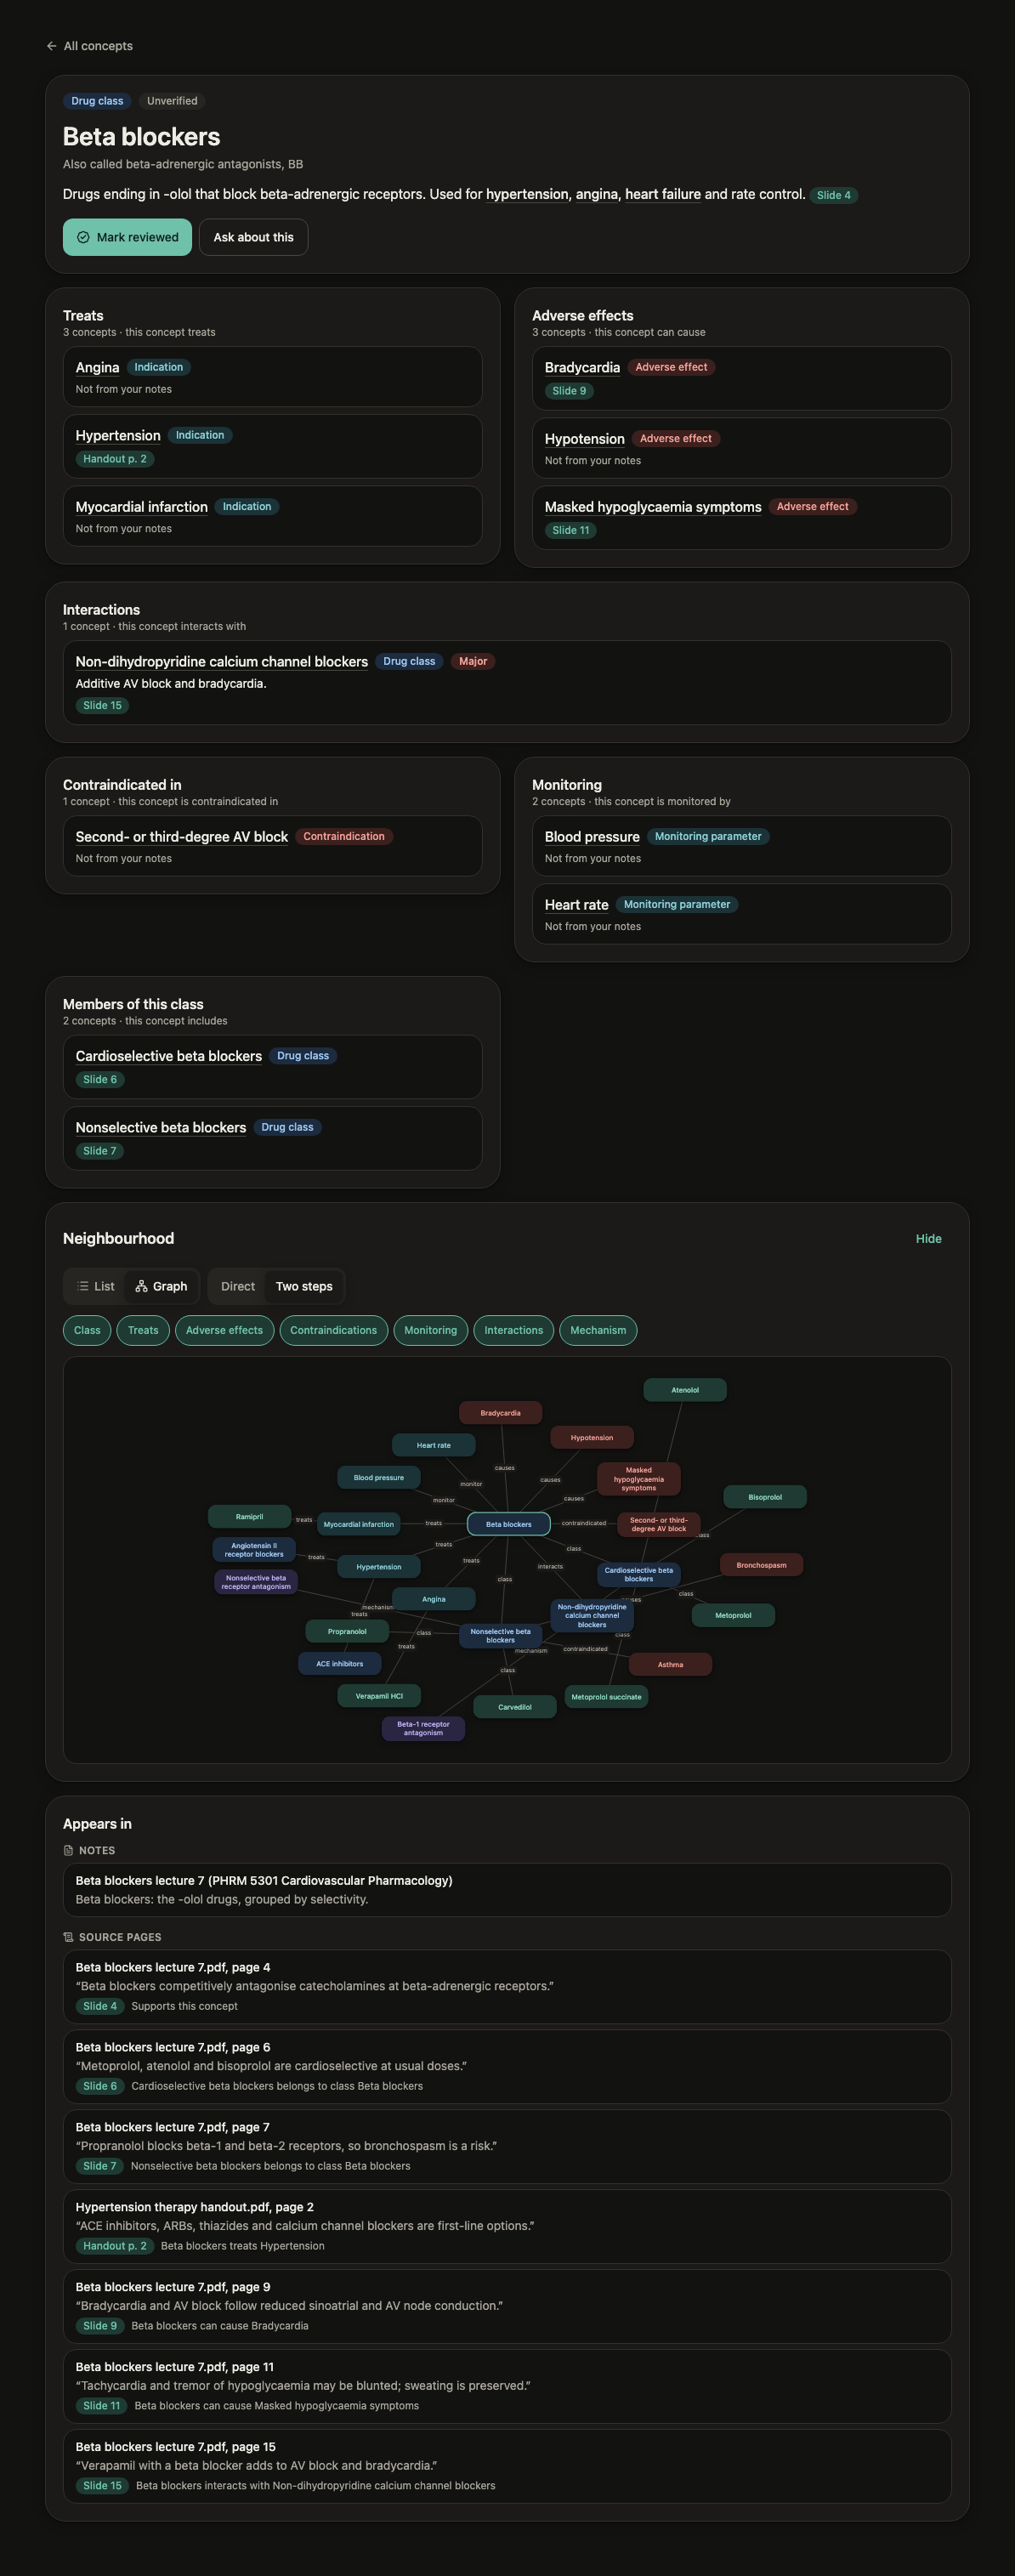 All concepts
Drug class Unverified
Beta blockers
Also called beta-adrenergic antagonists, BB
Drugs ending in -olol that block beta-adrenergic receptors. Used for hypertension, angina, heart failure and rate control. Slide 4
Mark reviewed Ask about this
Treats
3 concepts · this concept treats
Angina Indication
Not from your notes
Hypertension Indication
Handout p. 2
Myocardial infarction Indication
Not from your notes
Adverse effects
3 concepts · this concept can cause
Bradycardia Adverse effect
Slide 9
Hypotension Adverse effect
Not from your notes
Masked hypoglycaemia symptoms Adverse effect
Slide 11
Interactions
1 concept · this concept interacts with
Non-dihydropyridine calcium channel blockers Drug class Major
Additive AV block and bradycardia.
Slide 15
Contraindicated in
1 concept · this concept is contraindicated in
Second- or third-degree AV block Contraindication
Not from your notes
Monitoring
2 concepts · this concept is monitored by
Blood pressure Monitoring parameter
Not from your notes
Heart rate Monitoring parameter
Not from your notes
Members of this class
2 concepts · this concept includes
Cardioselective beta blockers Drug class
Slide 6
Nonselective beta blockers Drug class
Slide 7
Neighbourhood
Hide
List Graph Direct Two steps
Class Treats Adverse effects Contraindications Monitoring Interactions Mechanism
Atenolol
Bradycardia
Hypotension
Heart rate
causes
Masked
hypoglycaemia
symptoms
Blood pressure
monitor
causes
Bisoprolol
monitor
causes
Ramipril
treats
Myocardial infarction
treats
Beta blockers
contraindicated
Second- or third-
degree AV block
Angiotensin II
receptor blockers
treats
treats
class
Hypertension
treats
interacts
Bronchospasm
Cardioselective beta
blockers
Nonselective beta
receptor antagonism
class
class
Angina
mechanism
treats
Non-dihydropyridine
calcium channel
blockers
Metoprolol
Propranolol
class
Nonselective beta
blockers
class
treats
mechanism
contraindicated
ACE inhibitors
class
Asthma
Verapamil HCl
Carvedilol
Metoprolol succinate
Beta-1 receptor
antagonism
Appears in
NOTES
Beta blockers lecture 7 (PHRM 5301 Cardiovascular Pharmacology)
Beta blockers: the -olol drugs, grouped by selectivity.
SOURCE PAGES
Beta blockers lecture 7.pdf, page 4
“Beta blockers competitively antagonise catecholamines at beta-adrenergic receptors.”
Slide 4 Supports this concept
Beta blockers lecture 7.pdf, page 6
“Metoprolol, atenolol and bisoprolol are cardioselective at usual doses.”
Slide 6 Cardioselective beta blockers belongs to class Beta blockers
Beta blockers lecture 7.pdf, page 7
“Propranolol blocks beta-1 and beta-2 receptors, so bronchospasm is a risk.”
Slide 7 Nonselective beta blockers belongs to class Beta blockers
Hypertension therapy handout.pdf, page 2
“ACE inhibitors, ARBs, thiazides and calcium channel blockers are first-line options.”
Handout p. 2 Beta blockers treats Hypertension
Beta blockers lecture 7.pdf, page 9
“Bradycardia and AV block follow reduced sinoatrial and AV node conduction.”
Slide 9 Beta blockers can cause Bradycardia
Beta blockers lecture 7.pdf, page 11
“Tachycardia and tremor of hypoglycaemia may be blunted; sweating is preserved.”
Slide 11 Beta blockers can cause Masked hypoglycaemia symptoms
Beta blockers lecture 7.pdf, page 15
“Verapamil with a beta blocker adds to AV block and bradycardia.”
Slide 15 Beta blockers interacts with Non-dihydropyridine calcium channel blockers